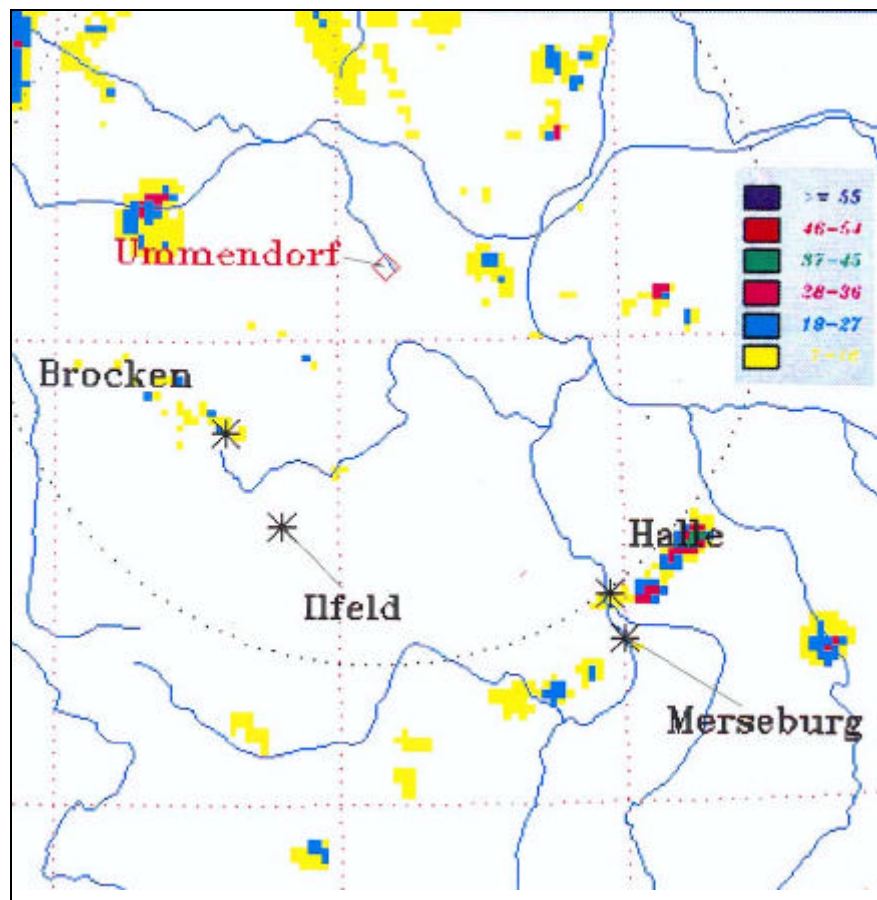 >= 55
46-54
37-45
28-36
19-27
Ummendorf
Brocken
Halle
Ilfeld
Merseburg